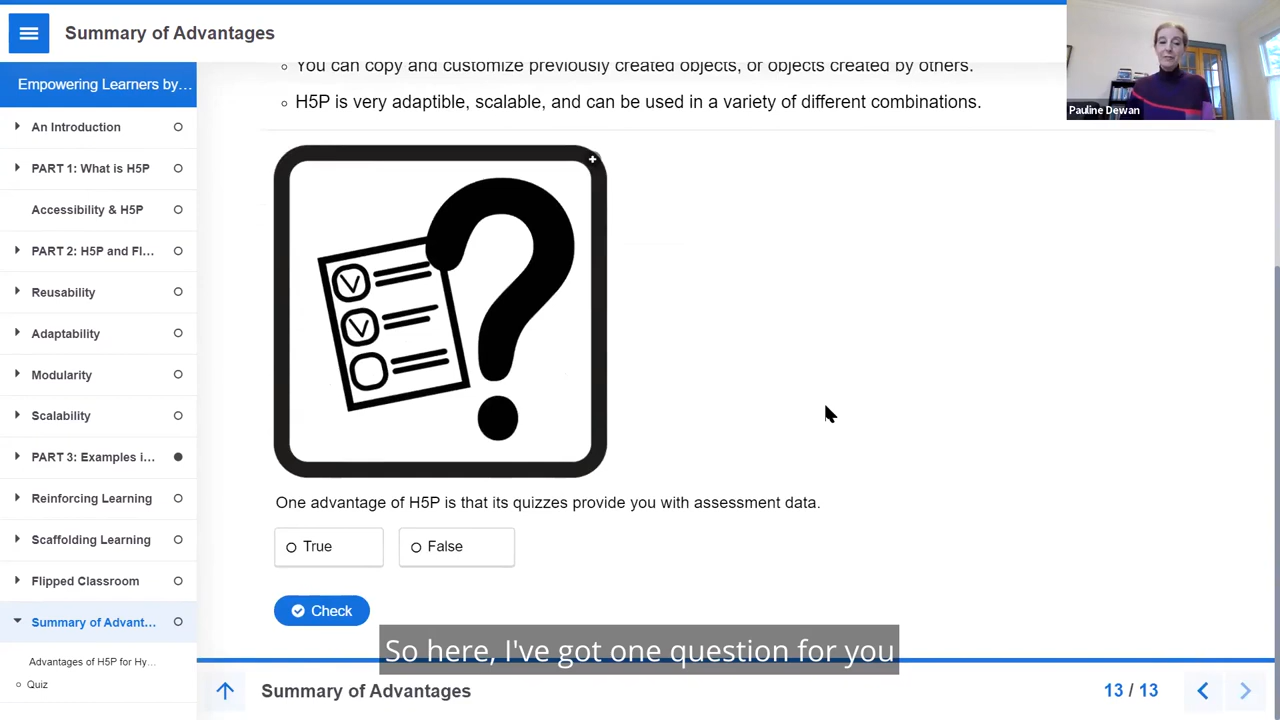 Summary of Advantages
Pauline Dewan
Empowering Learners by…
An Introduction
PART 1: What is H5P
Accessibility & H5P
PART 2: H5P and Fl…
Reusability
Adaptability
Modularity
Scalability
PART 3: Examples i…
Reinforcing Learning
Scaffolding Learning
Flipped Classroom
Summary of Advant…
Advantages of H5P for Hy…
Quiz
You can copy and customize previously created objects, or objects created by others.
H5P is very adaptible, scalable, and can be used in a variety of different combinations.
One advantage of H5P is that its quizzes provide you with assessment data.
True
False
Check
So here, I've got one question for you
Summary of Advantages
13 / 13